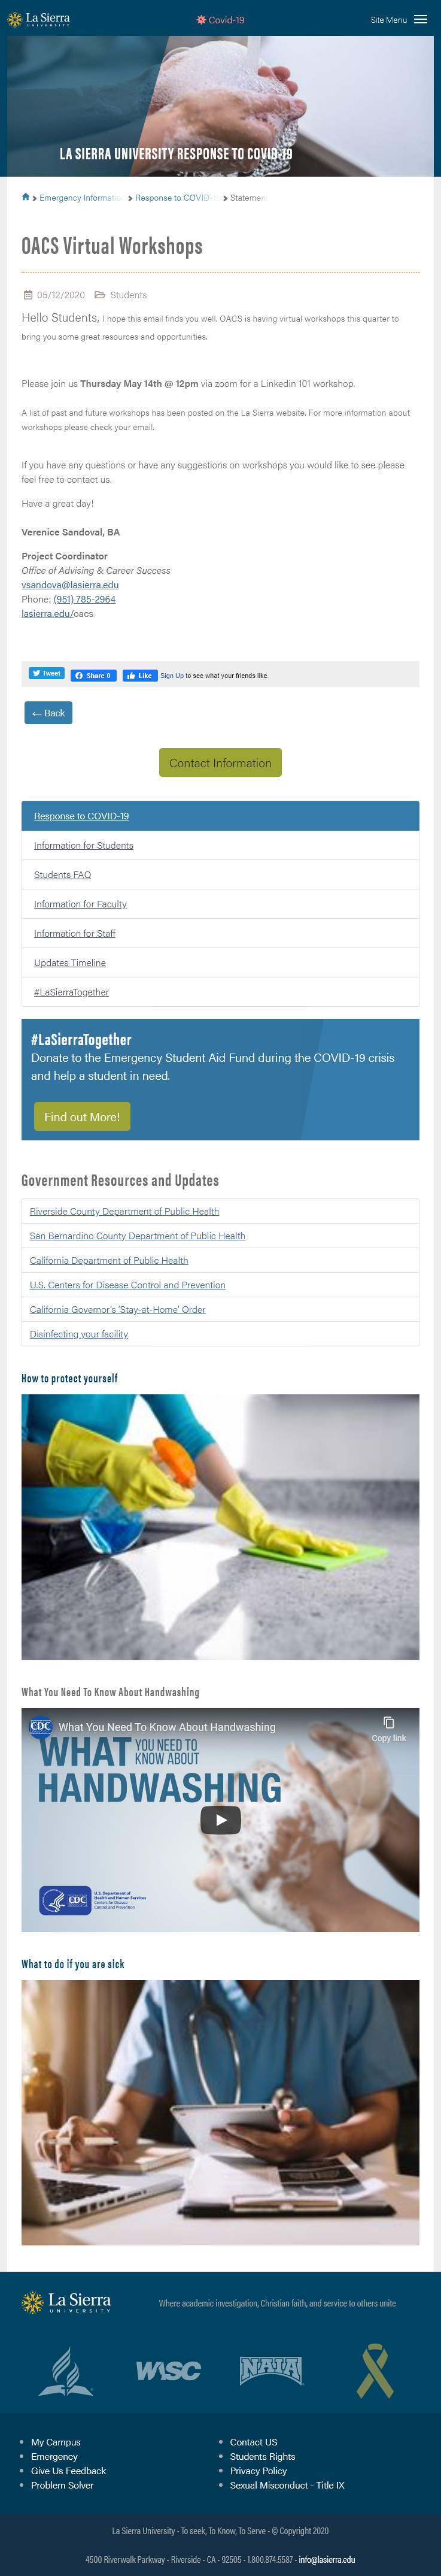 La Sierra
UNIVERSITY
Covid-19
Site Menu
LA SIERRA UNIVERSITY RESPONSE TO COVID-19
Emergency Information
Response to COVID-19
Statement
OACS Virtual Workshops
05/12/2020 Students
Hello Students, I hope this email finds you well. OACS is having virtual workshops this quarter to
bring you some great resources and opportunities.
Please join us Thursday May 14th @ 12pm via zoom for a Linkedin 101 workshop.
A list of past and future workshops has been posted on the La Sierra website. For more information about
workshops please check your email.
If you have any questions or have any suggestions on workshops you would like to see please
feel free to contact us.
Have a great day!
Verenice Sandoval, BA
Project Coordinator
Office of Advising & Career Success
vsandova@lasierra.edu
Phone: (951) 785-2964
lasierra.edu/oacs
Tweet Share 0 Like Sign Up to see what your friends like.
← Back
Contact Information
Response to COVID-19
Information for Students
Students FAQ
Information for Faculty
Information for Staff
Updates Timeline
#LaSierraTogether
#LaSierraTogether
Donate to the Emergency Student Aid Fund during the COVID-19 crisis
and help a student in need.
Find out More!
Government Resources and Updates
Riverside County Department of Public Health
San Bernardino County Department of Public Health
California Department of Public Health
U.S. Centers for Disease Control and Prevention
California Governor's 'Stay-at-Home' Order
Disinfecting your facility
How to protect yourself
What You Need To Know About Handwashing
CDC What You Need To Know About Handwashing
Copy link
WHAT YOU NEED TO KNOW ABOUT
HANDWASHING
CDC
U.S. Department of
Health and Human Services
Centers for Disease
Control and Prevention
What to do if you are sick
La Sierra
UNIVERSITY
Where academic investigation, Christian faith, and service to others unite
WSC
NAIA
My Campus
Emergency
Give Us Feedback
Problem Solver
Contact US
Students Rights
Privacy Policy
Sexual Misconduct - Title IX
La Sierra University • To seek, To Know, To Serve • © Copyright 2020
4500 Riverwalk Parkway • Riverside • CA • 92505 • 1.800.874.5587 • info@lasierra.edu